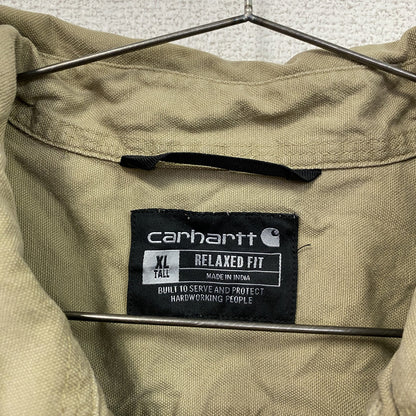 carhartt
XL
TALL
RELAXED FIT
MADE IN INDIA
BUILT TO SERVE AND PROTECT
HARDWORKING PEOPLE